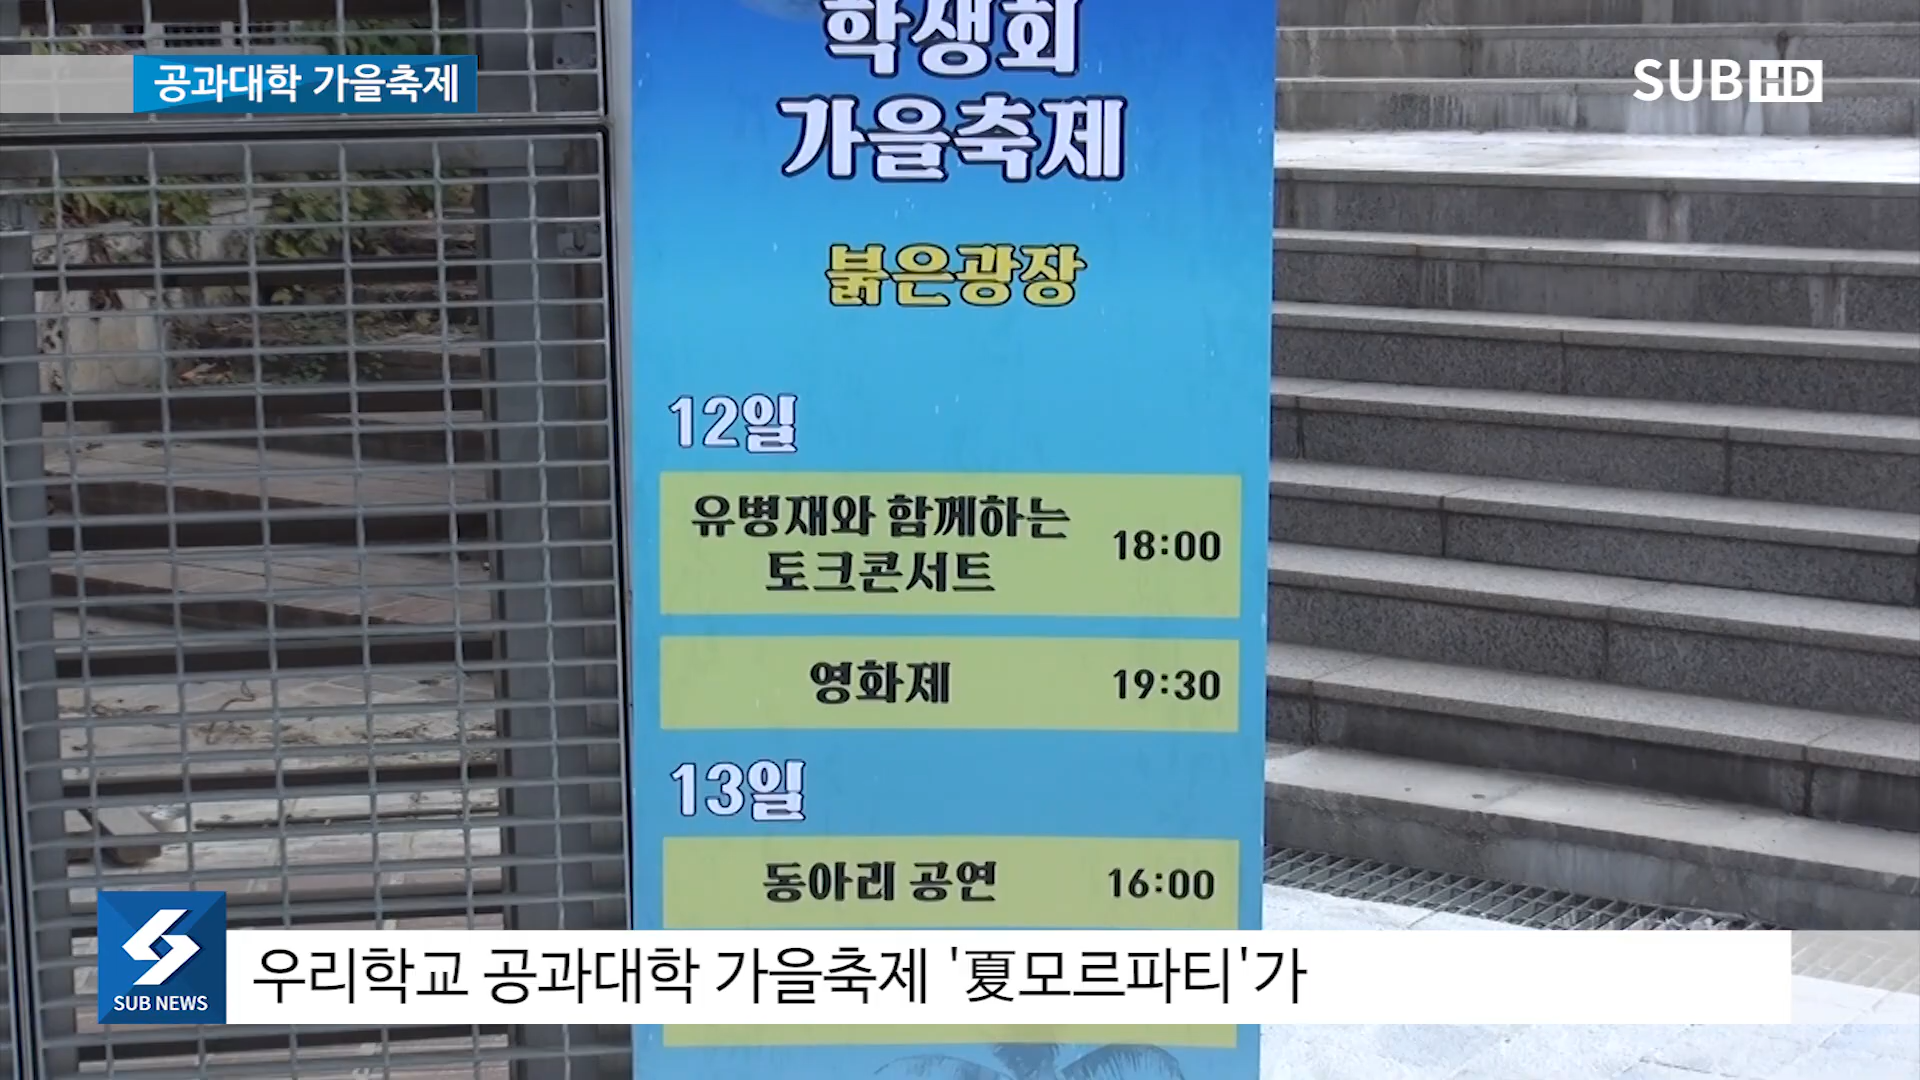 공과대학 가을축제
SUB HD
학생회
가을축제
붉은광장
12일
유병재와 함께하는
토크콘서트
18:00
영화제 19:30
13일
동아리 공연 16:00
SUB NEWS
우리학교 공과대학 가을축제 '夏모르파티'가